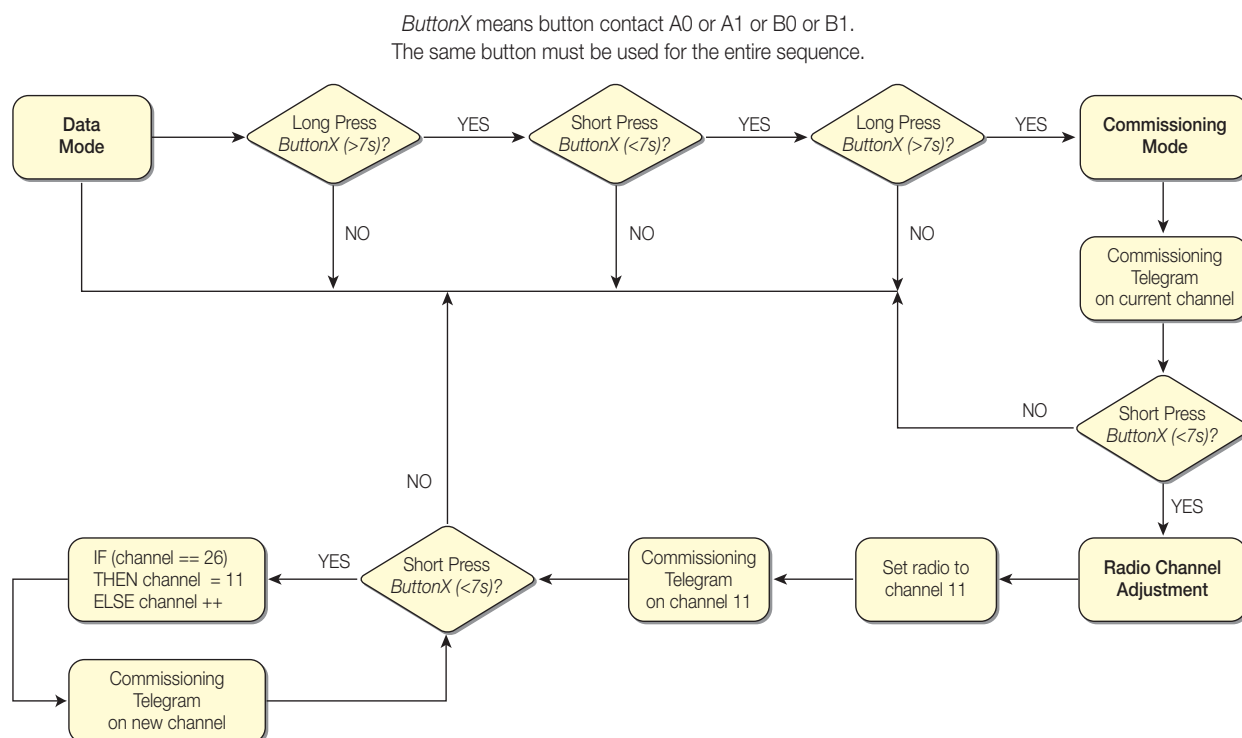 ButtonX means button contact A0 or A1 or B0 or B1.
The same button must be used for the entire sequence.
Data
Mode
Long Press
ButtonX (>7s)?
YES
Short Press
ButtonX (<7s)?
YES
Long Press
ButtonX (>7s)?
YES
Commissioning
Mode
NO
NO
NO
Commissioning
Telegram
on current channel
NO
Short Press
ButtonX (<7s)?
YES
NO
IF (channel == 26)
THEN channel = 11
ELSE channel ++
YES
Short Press
ButtonX (<7s)?
Commissioning
Telegram
on channel 11
Set radio to
channel 11
Radio Channel
Adjustment
Commissioning
Telegram
on new channel